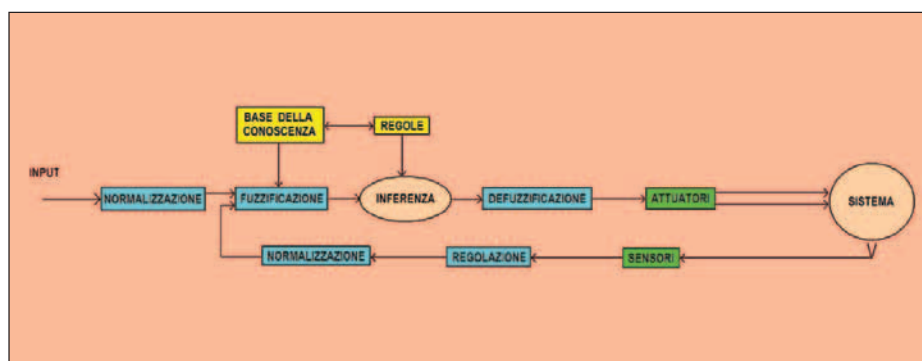 BASE DELLA
CONOSCENZA
REGOLE
INPUT
NORMALIZZAZIONE
FUZZIFICAZIONE
INFERENZA
DEFUZZIFICAZIONE
ATTUATORI
SISTEMA
NORMALIZZAZIONE
REGOLAZIONE
SENSORI